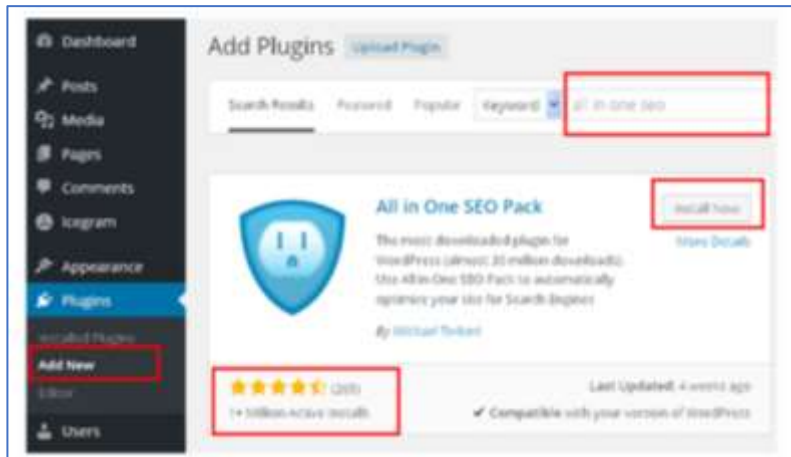 Dashboard
Posts
Media
Pages
Comments
Icegram
Appearance
Plugins
Installed Plugins
Add New
Editor
Users
Add Plugins Upload Plugin
Search Results Featured Popular Keyword all in one seo
All in One SEO Pack
Install Now
More Details
The most downloaded plugin for
WordPress (almost 30 million downloads).
Use All in One SEO Pack to automatically
optimize your site for Search Engines
By Michael Torbert
1+ Million Active Installs
Last Updated: 4 weeks ago
✔ Compatible with your version of WordPress